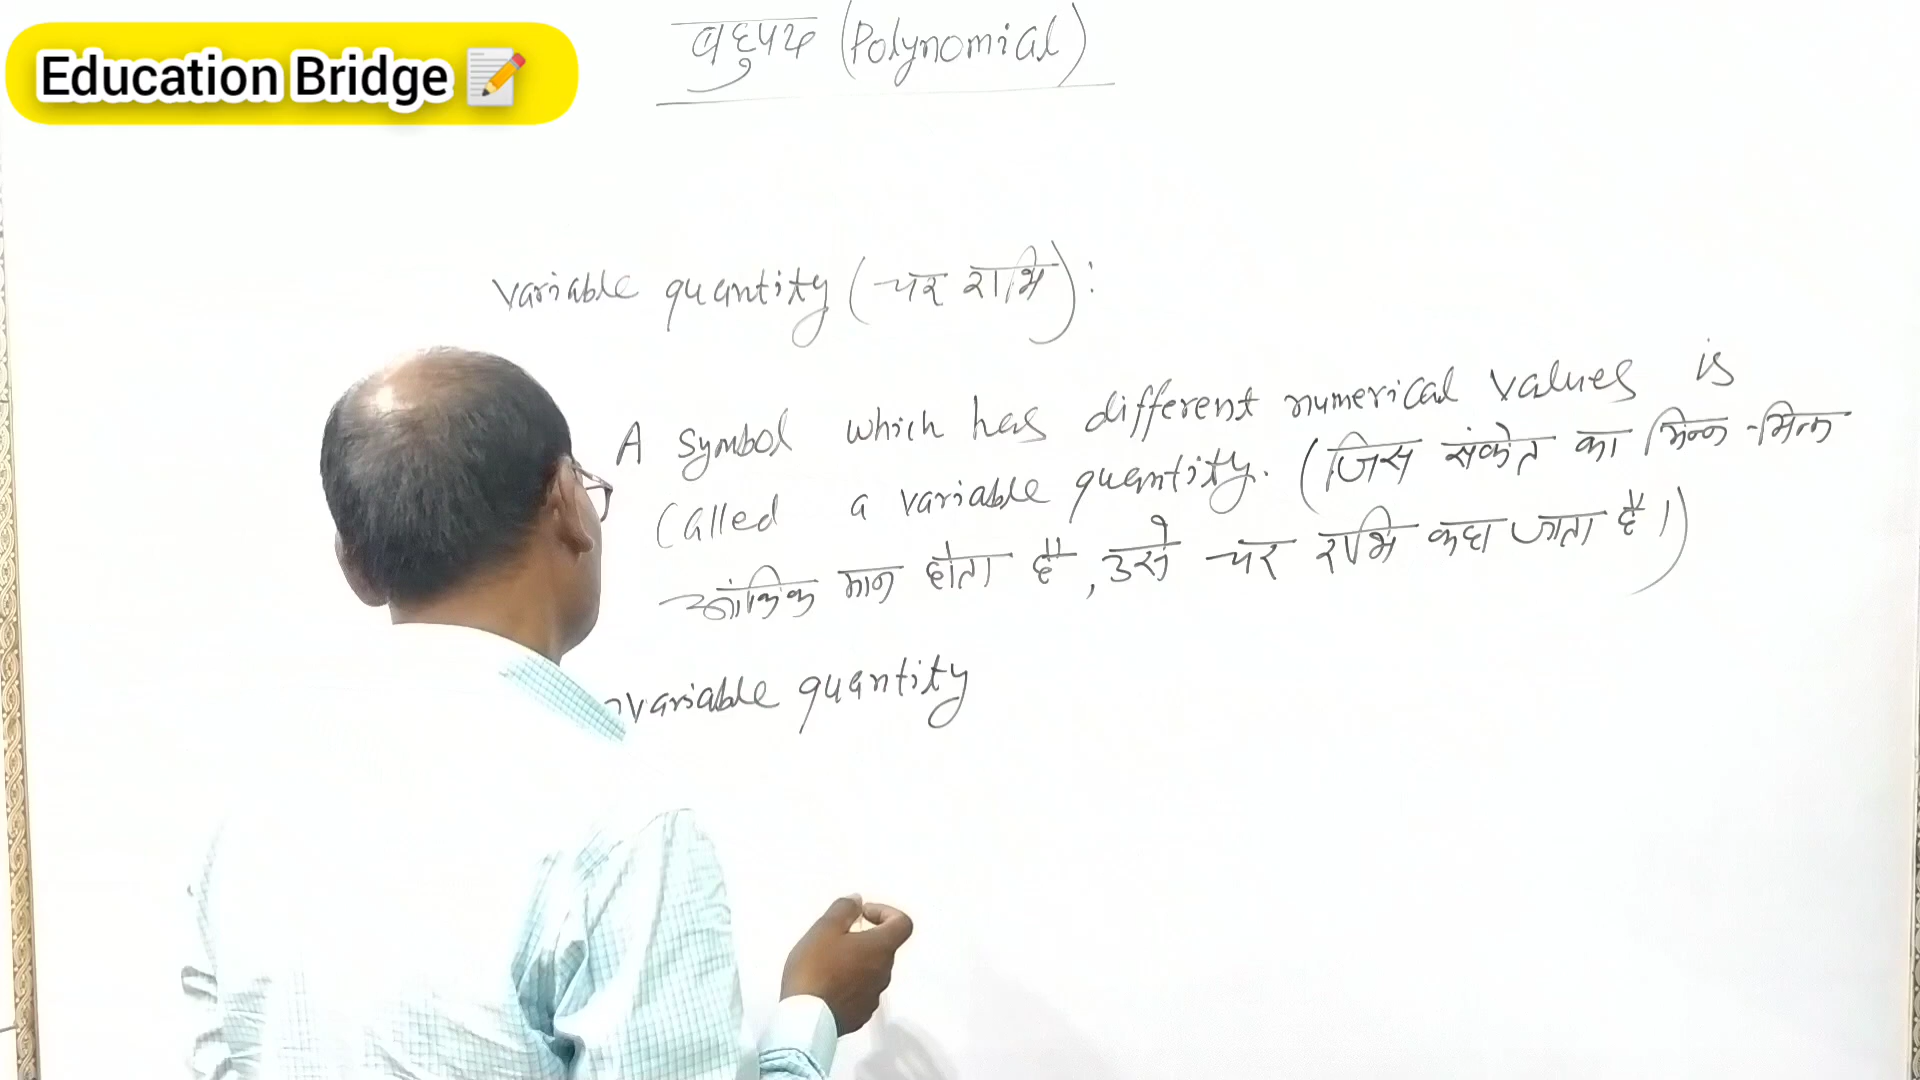 Education Bridge
बहुपद (Polynomial)
variable quantity (चर राशि):
A symbol which has different numerical values is
called a variable quantity. (जिस संकेत का भिन्न-भिन्न
आंकिक मान होता है, उसे चर राशि कहा जाता है।)
variable quantity